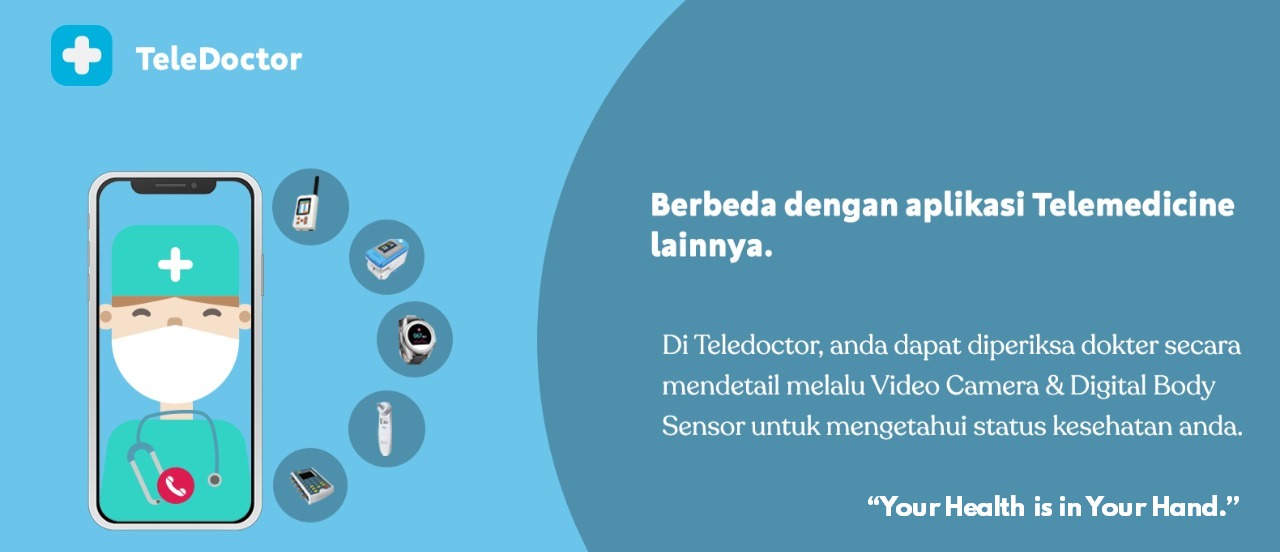 TeleDoctor
Berbeda dengan aplikasi Telemedicine
lainnya.
Di Teledoctor, anda dapat diperiksa dokter secara
mendetail melalu Video Camera & Digital Body
Sensor untuk mengetahui status kesehatan anda.
“Your Health is in Your Hand.”